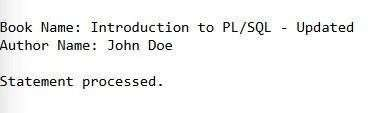 Book Name: Introduction to PL/SQL - Updated
Author Name: John Doe
Statement processed.